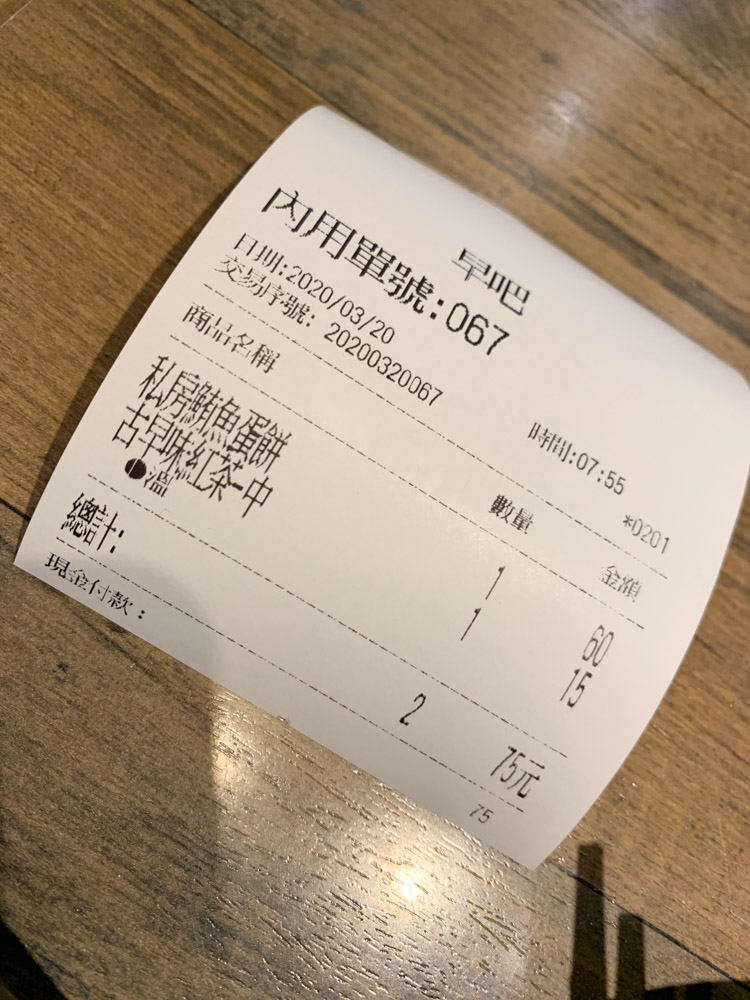 早吧
內用單號:067
日期:2020/03/20 時間:07:55
交易序號: 20200320067 *0201
商品名稱 數量 金額
私房鮪魚蛋餅 1 60
古早味紅茶-中 1 15
●溫
總計: 2 75元
現金付款: 75